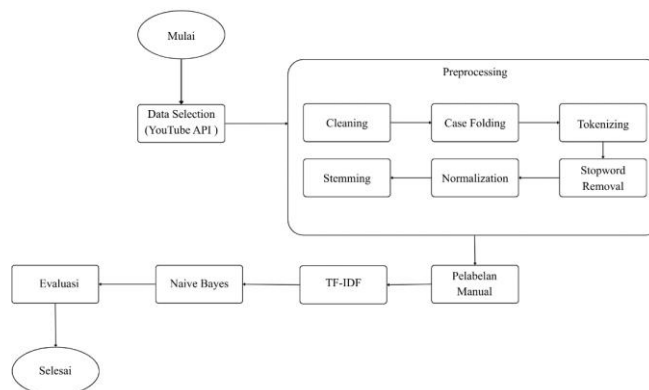 Mulai
Data Selection
(YouTube API )
Preprocessing
Cleaning
Case Folding
Tokenizing
Stopword
Removal
Normalization
Stemming
Pelabelan
Manual
TF-IDF
Naive Bayes
Evaluasi
Selesai